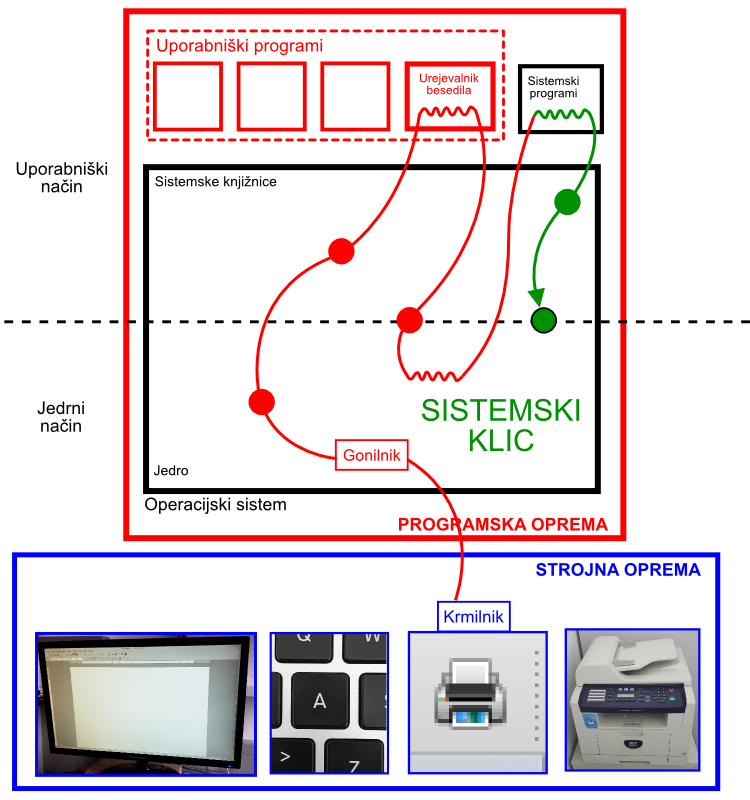 Uporabniški programi
Urejevalnik
besedila
Sistemski
programi
Uporabniški
način
Sistemske knjižnice
Jedrni
način
SISTEMSKI
KLIC
Gonilnik
Jedro
Operacijski sistem
PROGRAMSKA OPREMA
STROJNA OPREMA
Krmilnik
Q
W
A
S
>
Z